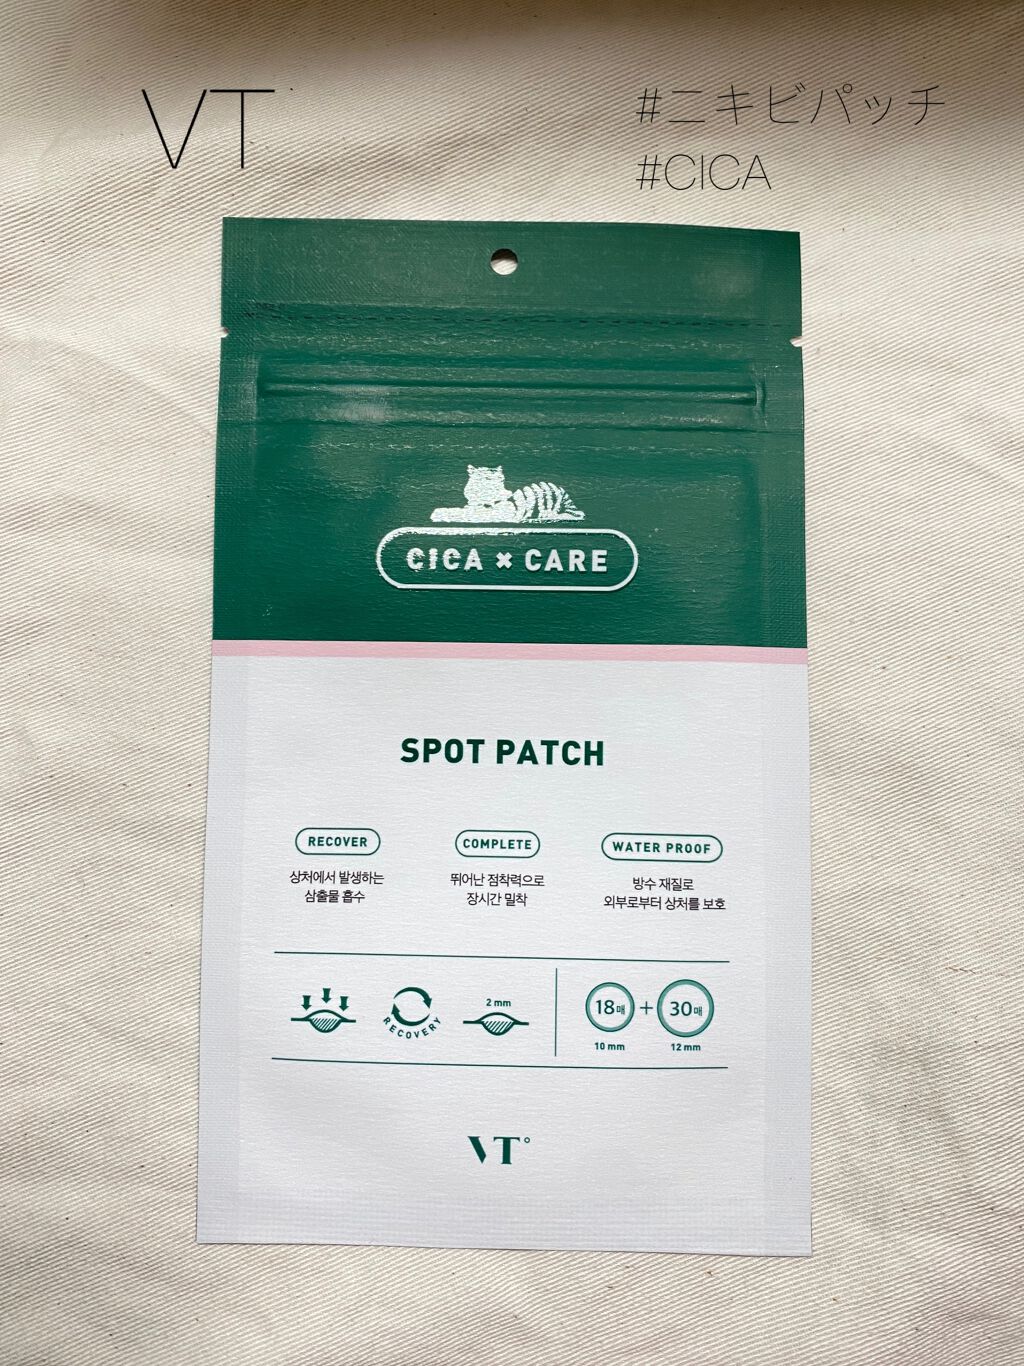 VT
#ニキビパッチ
#CICA
CICA × CARE
SPOT PATCH
RECOVER
상처에서 발생하는
삼출물 흡수
COMPLETE
뛰어난 점착력으로
장시간 밀착
WATER PROOF
방수 재질로
외부로부터 상처를 보호
RECOVERY
2 mm
18매 + 30매
10 mm
12 mm
VT°